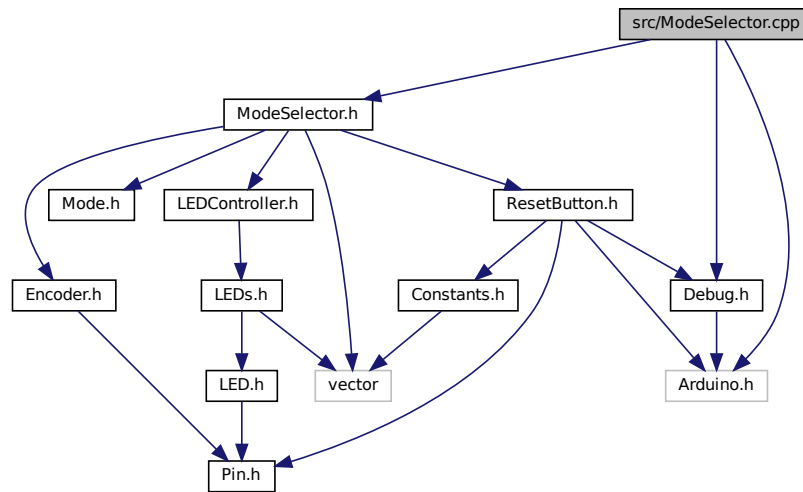 src/ModeSelector.cpp
ModeSelector.h
Mode.h
LEDController.h
ResetButton.h
Encoder.h
LEDs.h
Constants.h
Debug.h
LED.h
vector
Arduino.h
Pin.h